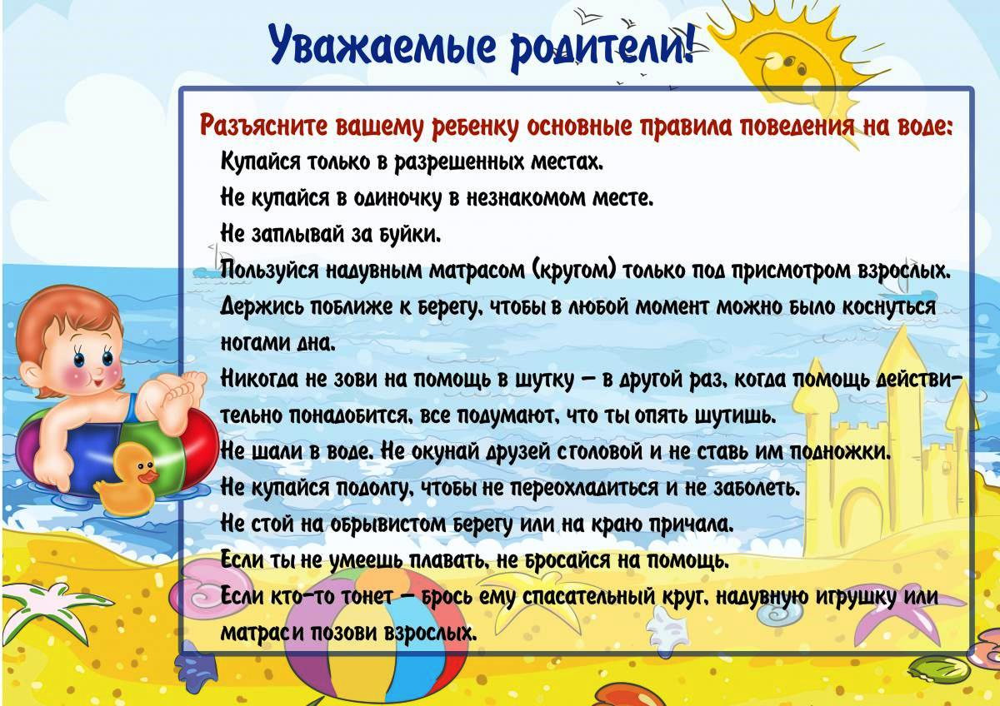 Уважаемые родители!
Разъясните вашему ребенку основные правила поведения на воде:
Купайся только в разрешенных местах.
Не купайся в одиночку в незнакомом месте.
Не заплывай за буйки.
Пользуйся надувным матрасом (кругом) только под присмотром взрослых.
Держись поближе к берегу, чтобы в любой момент можно было коснуться
ногами дна.
Никогда не зови на помощь в шутку – в другой раз, когда помощь действи-
тельно понадобится, все подумают, что ты опять шутишь.
Не шали в воде. Не окунай друзей с головой и не ставь им подножки.
Не купайся подолгу, чтобы не переохладиться и не заболеть.
Не стой на обрывистом берегу или на краю причала.
Если ты не умеешь плавать, не бросайся на помощь.
Если кто-то тонет – брось ему спасательный круг, надувную игрушку или
матрас и позови взрослых.